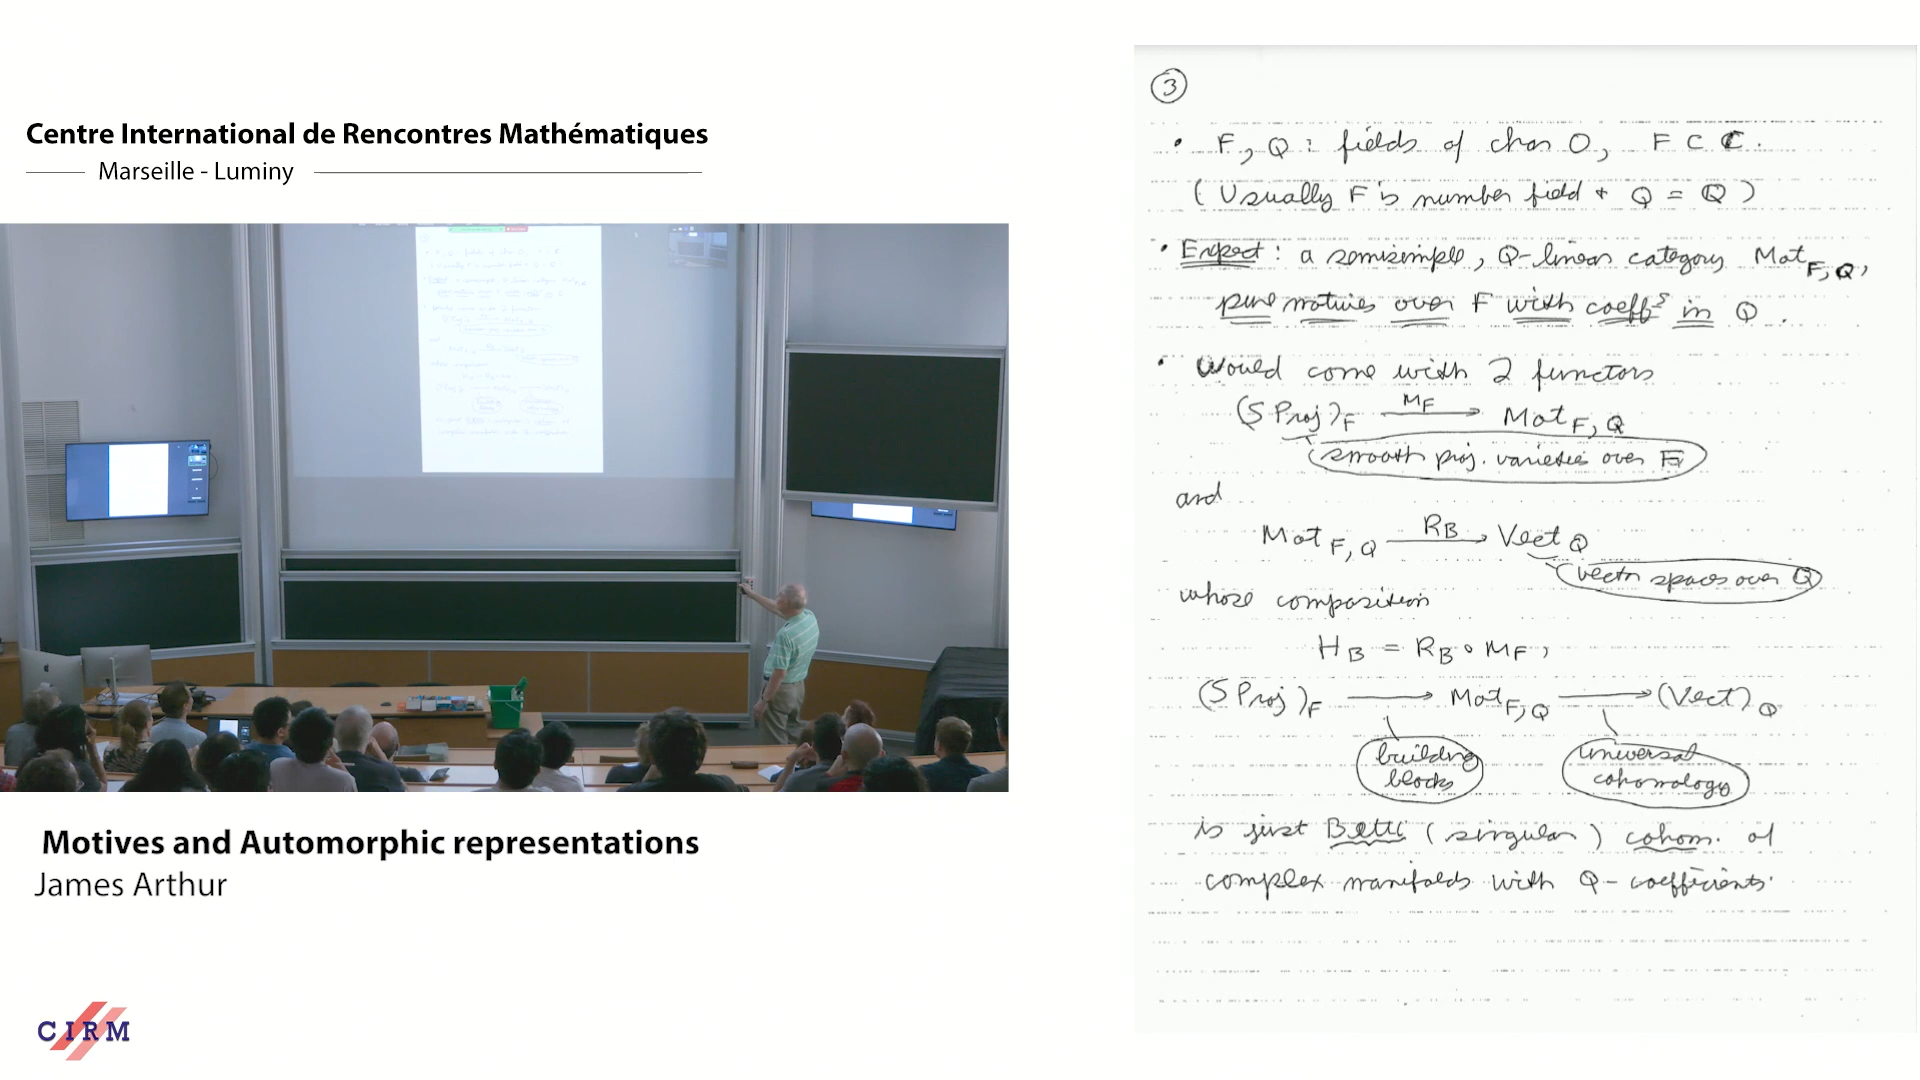 Centre International de Rencontres Mathématiques
Marseille - Luminy
Motives and Automorphic representations
James Arthur
CIRM
③
• F, Q : fields of char 0, F ⊂ ℂ.
(Usually F is number field + Q = ℚ)
• Expect : a semisimple, Q-linear category Mot_{F,Q},
pure motives over F with coeff^s in Q.
• Would come with 2 functors
(S Proj)_F —M_F→ Mot_{F,Q}
smooth proj. varieties over F
and
Mot_{F,Q} —R_B→ Vect_Q
vectr spaces over Q
whose composition
H_B = R_B ∘ M_F,
(S Proj)_F ⟶ Mot_{F,Q} ⟶ (Vect)_Q
building blocks
universal cohomology
is just Betti (singular) cohom. of
complex manifolds with Q-coefficients.